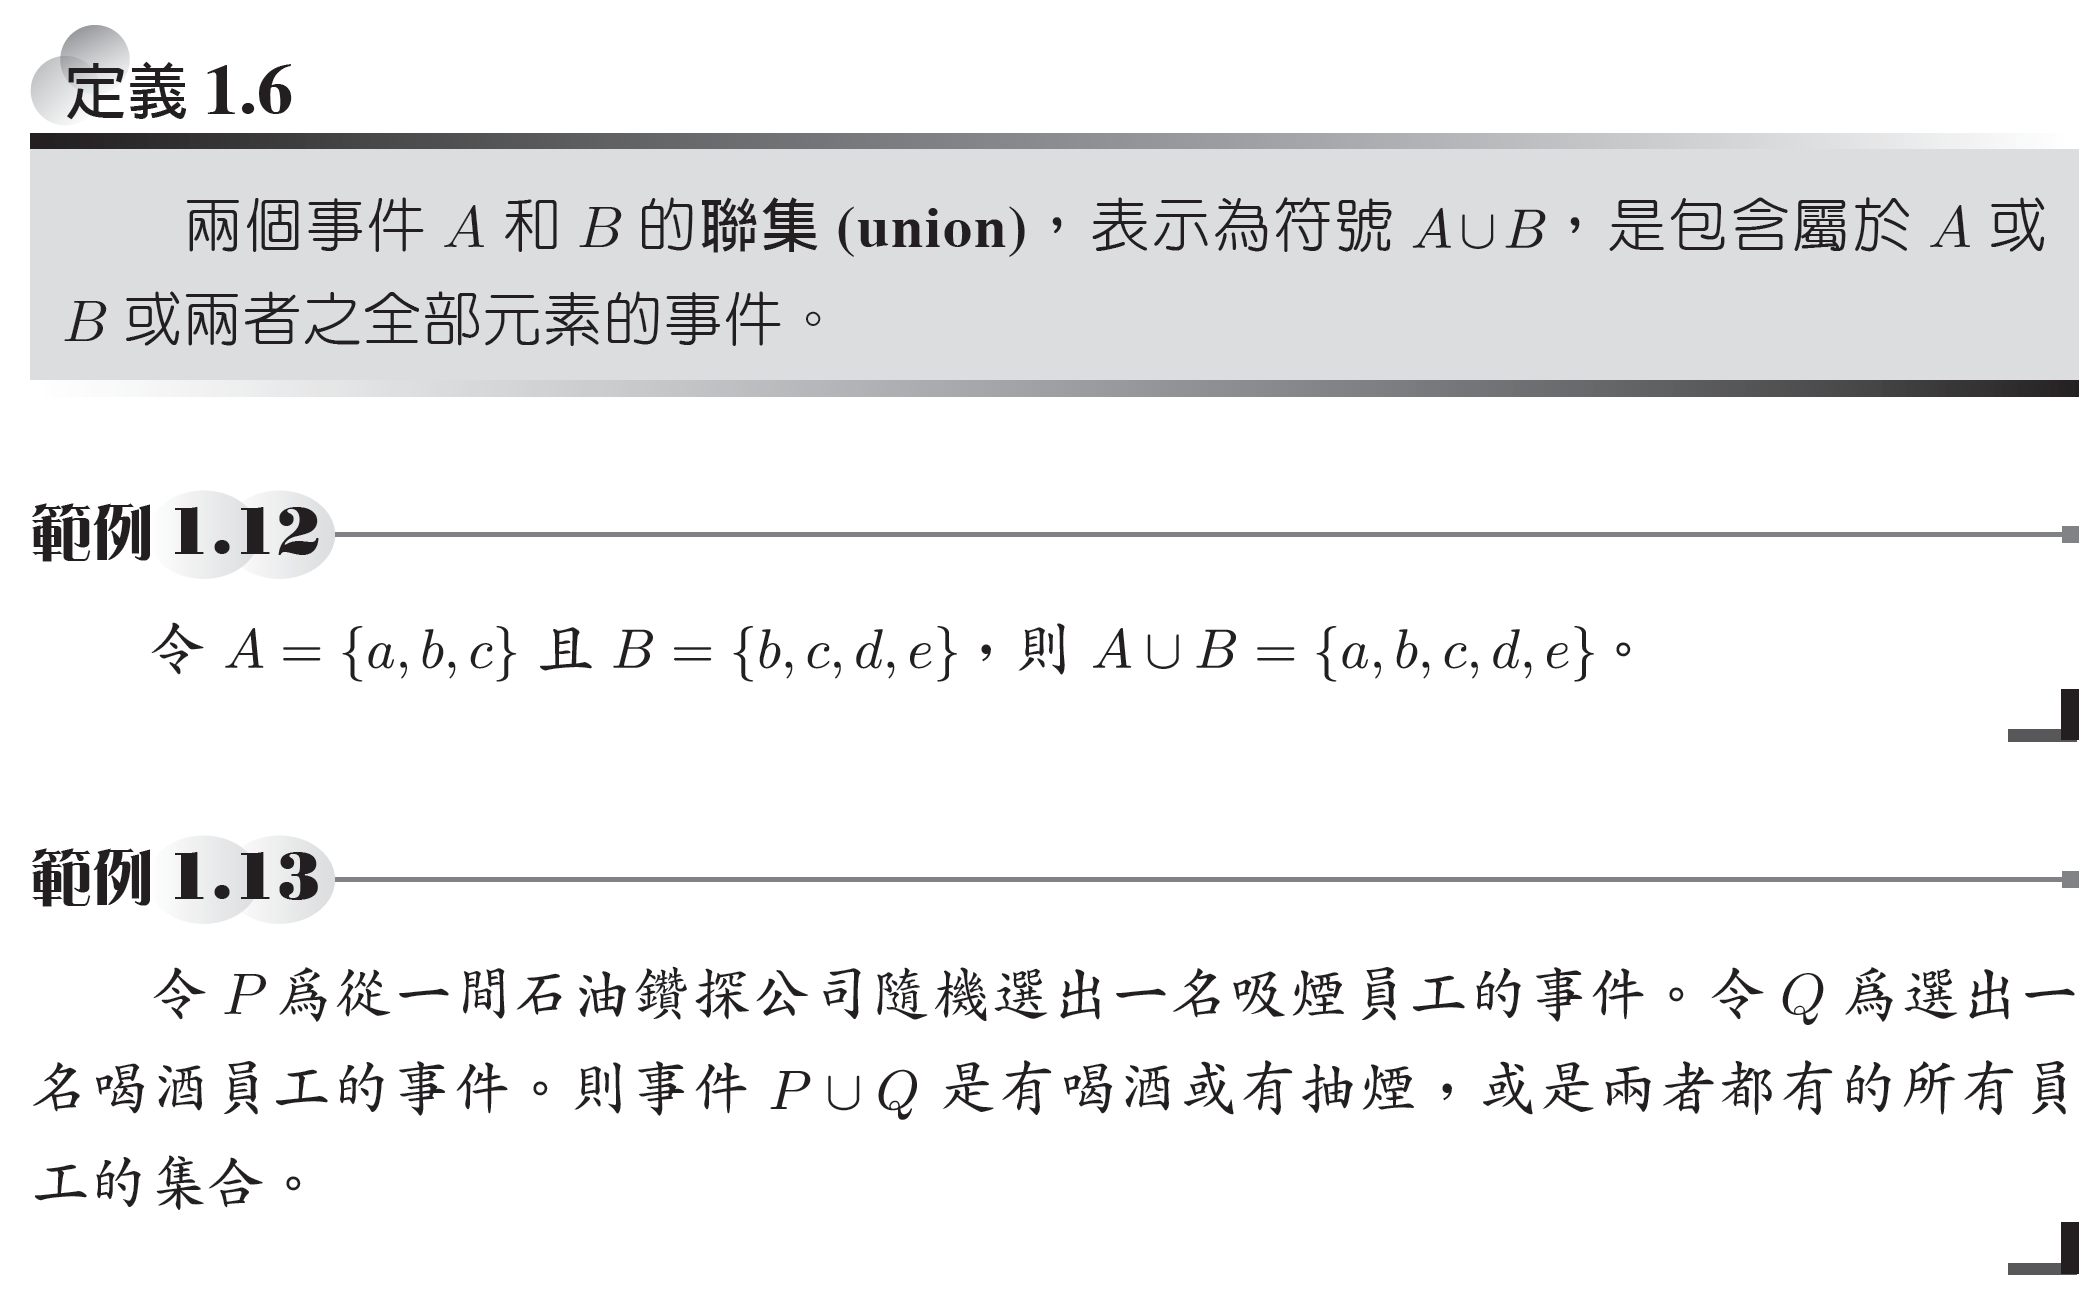 定義 1.6
兩個事件 A 和 B 的聯集 (union)，表示為符號 A∪B，是包含屬於 A 或
B 或兩者之全部元素的事件。
範例 1.12
令 A = {a, b, c} 且 B = {b, c, d, e}，則 A ∪ B = {a, b, c, d, e}。
範例 1.13
令 P 為從一間石油鑽探公司隨機選出一名吸煙員工的事件。令 Q 為選出一
名喝酒員工的事件。則事件 P ∪ Q 是有喝酒或有抽煙，或是兩者都有的所有員
工的集合。